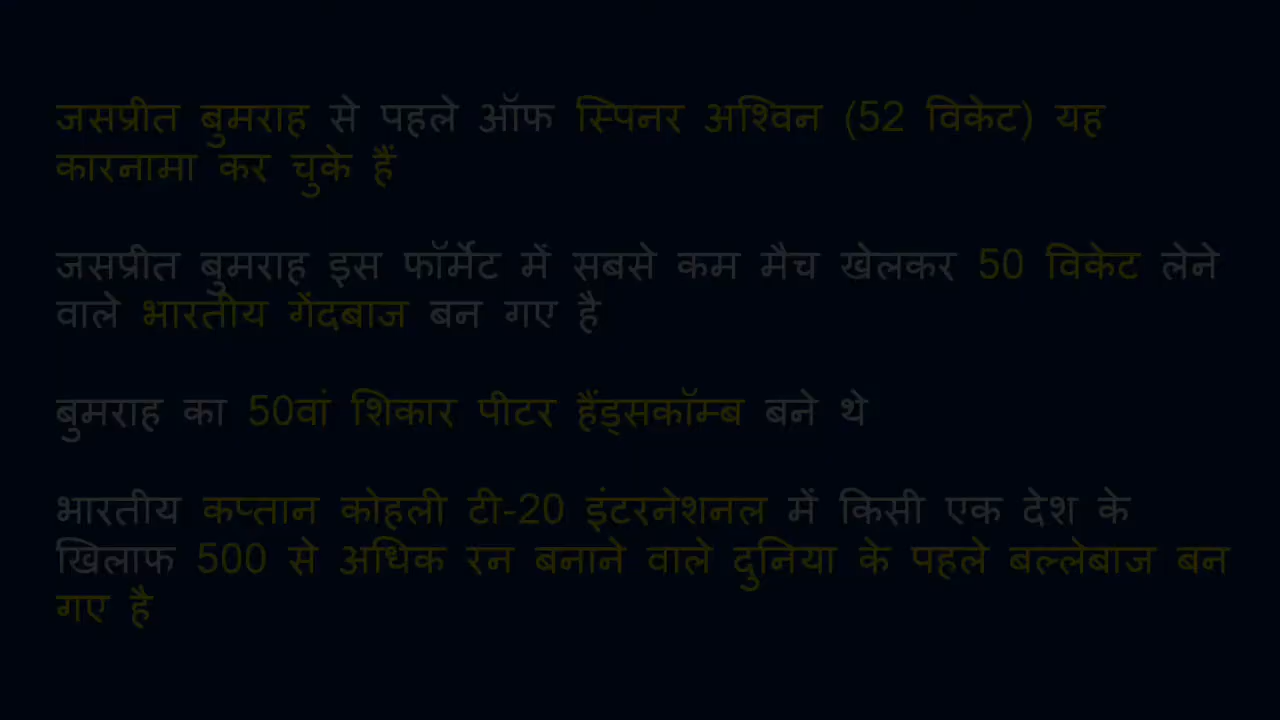 जसप्रीत बुमराह से पहले ऑफ स्पिनर अश्विन (52 विकेट) यह
कारनामा कर चुके हैं
जसप्रीत बुमराह इस फॉर्मेट में सबसे कम मैच खेलकर 50 विकेट लेने
वाले भारतीय गेंदबाज बन गए है
बुमराह का 50वां शिकार पीटर हैंड्सकॉम्ब बने थे
भारतीय कप्तान कोहली टी-20 इंटरनेशनल में किसी एक देश के
खिलाफ 500 से अधिक रन बनाने वाले दुनिया के पहले बल्लेबाज बन
गए है